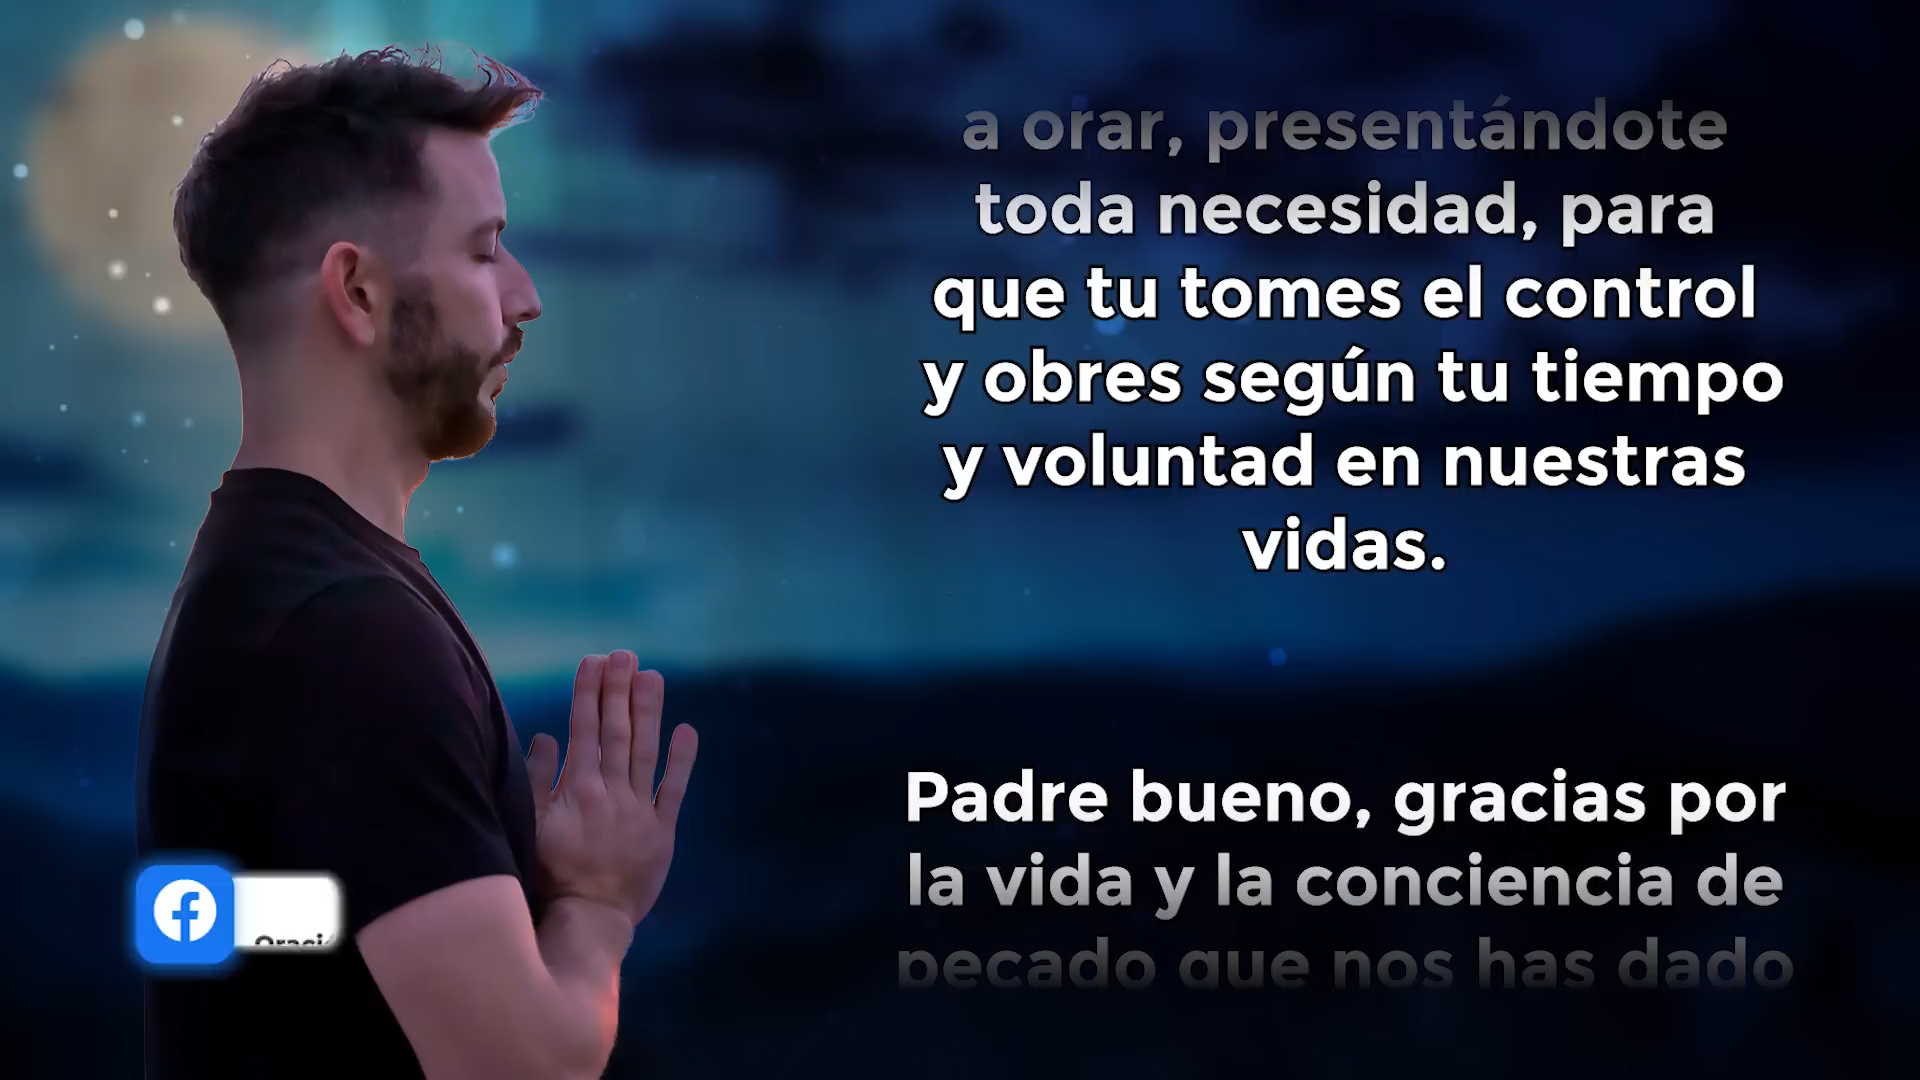 a orar, presentándote
toda necesidad, para
que tu tomes el control
y obres según tu tiempo
y voluntad en nuestras
vidas.
Padre bueno, gracias por
la vida y la conciencia de
pecado que nos has dado